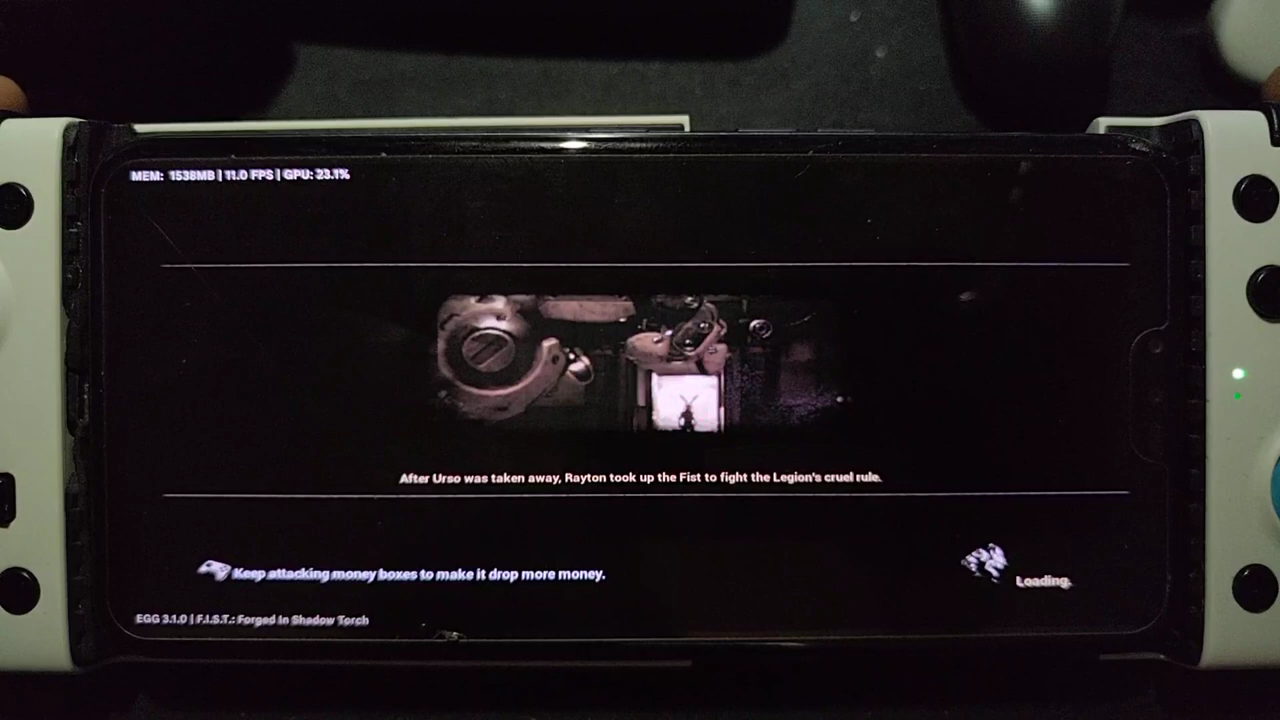 MEM: 1538MB | 11.0 FPS | GPU: 23.1%
After Urso was taken away, Rayton took up the Fist to fight the Legion's cruel rule.
Keep attacking money boxes to make it drop more money.
Loading.
EGG 3.1.0 | F.I.S.T.: Forged In Shadow Torch